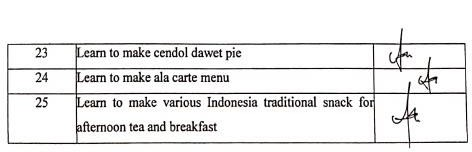 23 Learn to make cendol dawet pie
24 Learn to make ala carte menu
25 Learn to make various Indonesia traditional snack for
afternoon tea and breakfast